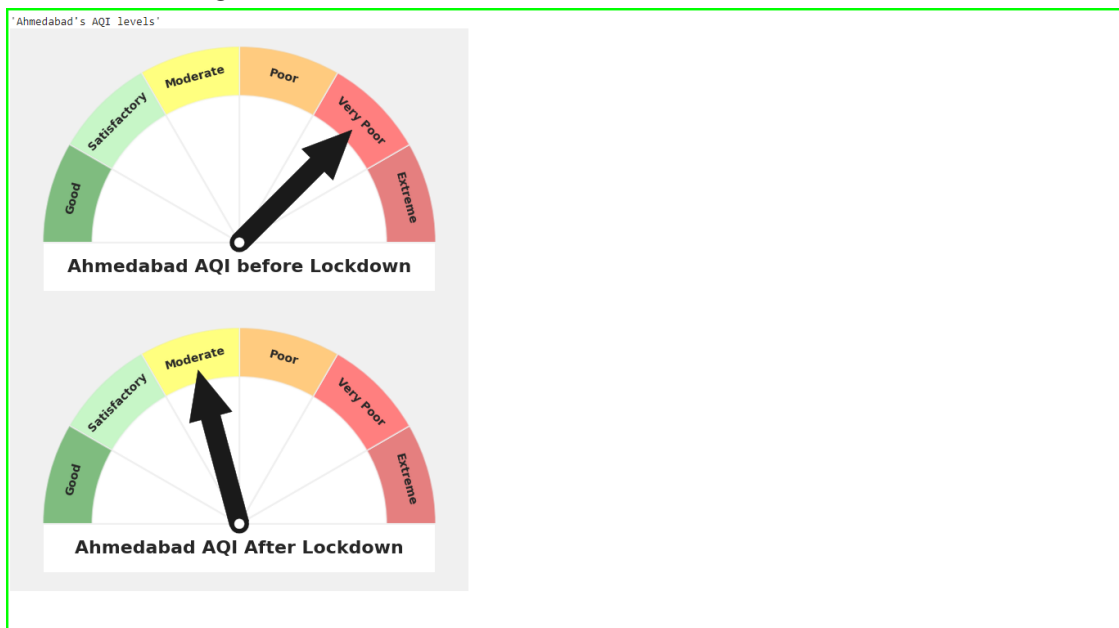 'Ahmedabad's AQI levels'
Good
Satisfactory
Moderate
Poor
Very Poor
Extreme
Ahmedabad AQI before Lockdown
Good
Satisfactory
Moderate
Poor
Very Poor
Extreme
Ahmedabad AQI After Lockdown